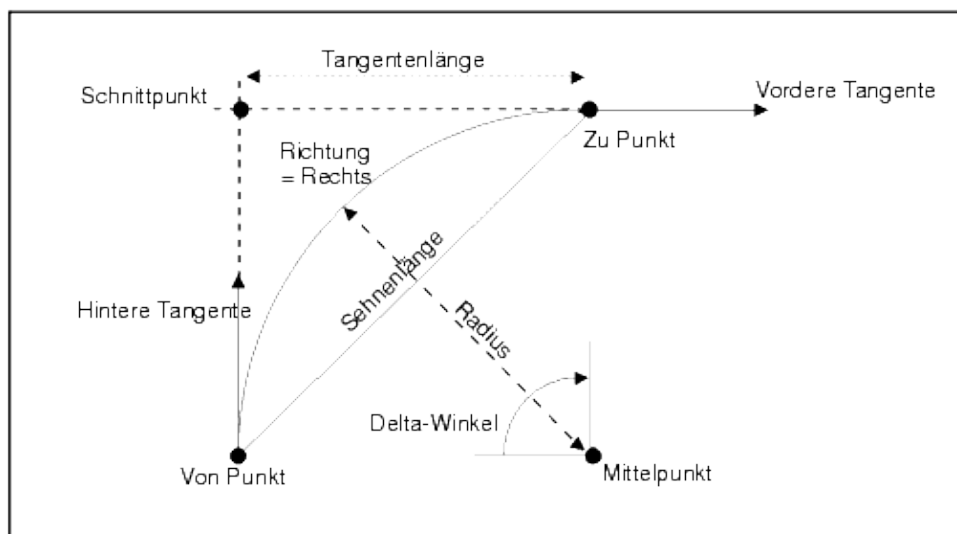 Tangentenlänge
Schnittpunkt
Vordere Tangente
Zu Punkt
Richtung
= Rechts
Sehnenlänge
Hintere Tangente
Radius
Delta-Winkel
Von Punkt
Mittelpunkt